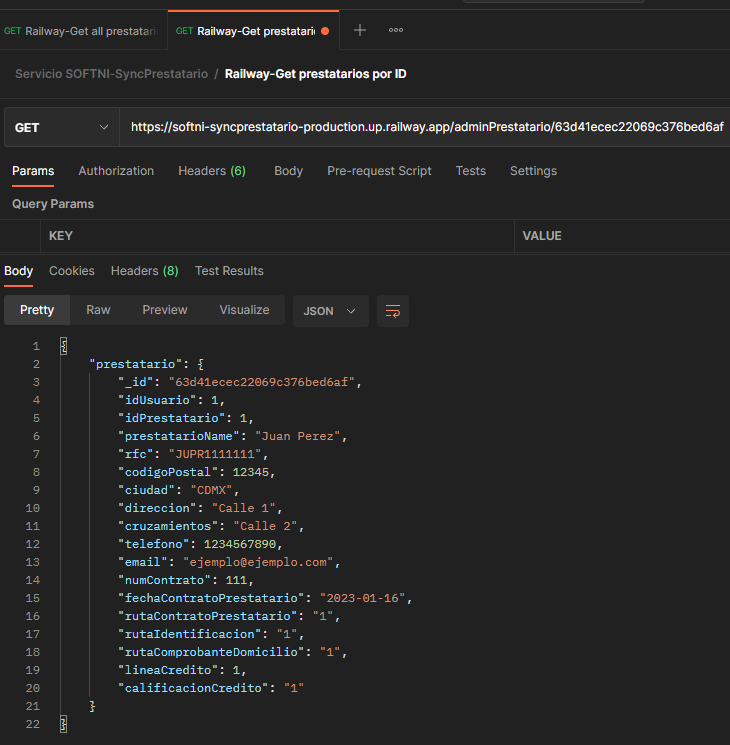 GET Railway-Get all prestatari GET Railway-Get prestatari
Servicio SOFTNI-SyncPrestatario / Railway-Get prestatarios por ID
GET https://softni-syncprestatario-production.up.railway.app/adminPrestatario/63d41ecec22069c376bed6af
Params Authorization Headers (6) Body Pre-request Script Tests Settings
Query Params
KEY VALUE
Body Cookies Headers (8) Test Results
Pretty Raw Preview Visualize JSON
1 {
2 "prestatario": {
3 "_id": "63d41ecec22069c376bed6af",
4 "idUsuario": 1,
5 "idPrestatario": 1,
6 "prestatarioName": "Juan Perez",
7 "rfc": "JUPR1111111",
8 "codigoPostal": 12345,
9 "ciudad": "CDMX",
10 "direccion": "Calle 1",
11 "cruzamientos": "Calle 2",
12 "telefono": 1234567890,
13 "email": "ejemplo@ejemplo.com",
14 "numContrato": 111,
15 "fechaContratoPrestatario": "2023-01-16",
16 "rutaContratoPrestatario": "1",
17 "rutaIdentificacion": "1",
18 "rutaComprobanteDomicilio": "1",
19 "lineaCredito": 1,
20 "calificacionCredito": "1"
21 }
22 }